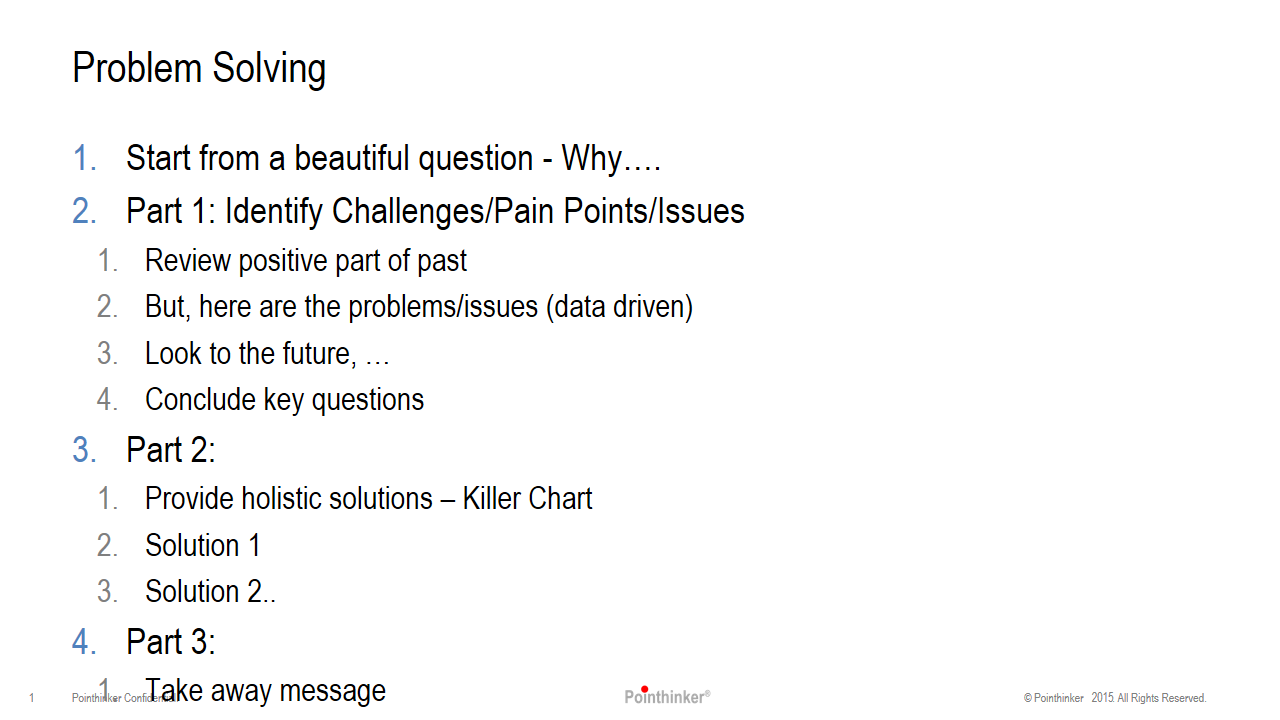 Problem Solving
1. Start from a beautiful question - Why….
2. Part 1: Identify Challenges/Pain Points/Issues
1. Review positive part of past
2. But, here are the problems/issues (data driven)
3. Look to the future, …
4. Conclude key questions
3. Part 2:
1. Provide holistic solutions – Killer Chart
2. Solution 1
3. Solution 2..
4. Part 3:
1. Take away message
1 Pointhinker Confidential Pointhinker® © Pointhinker 2015. All Rights Reserved.